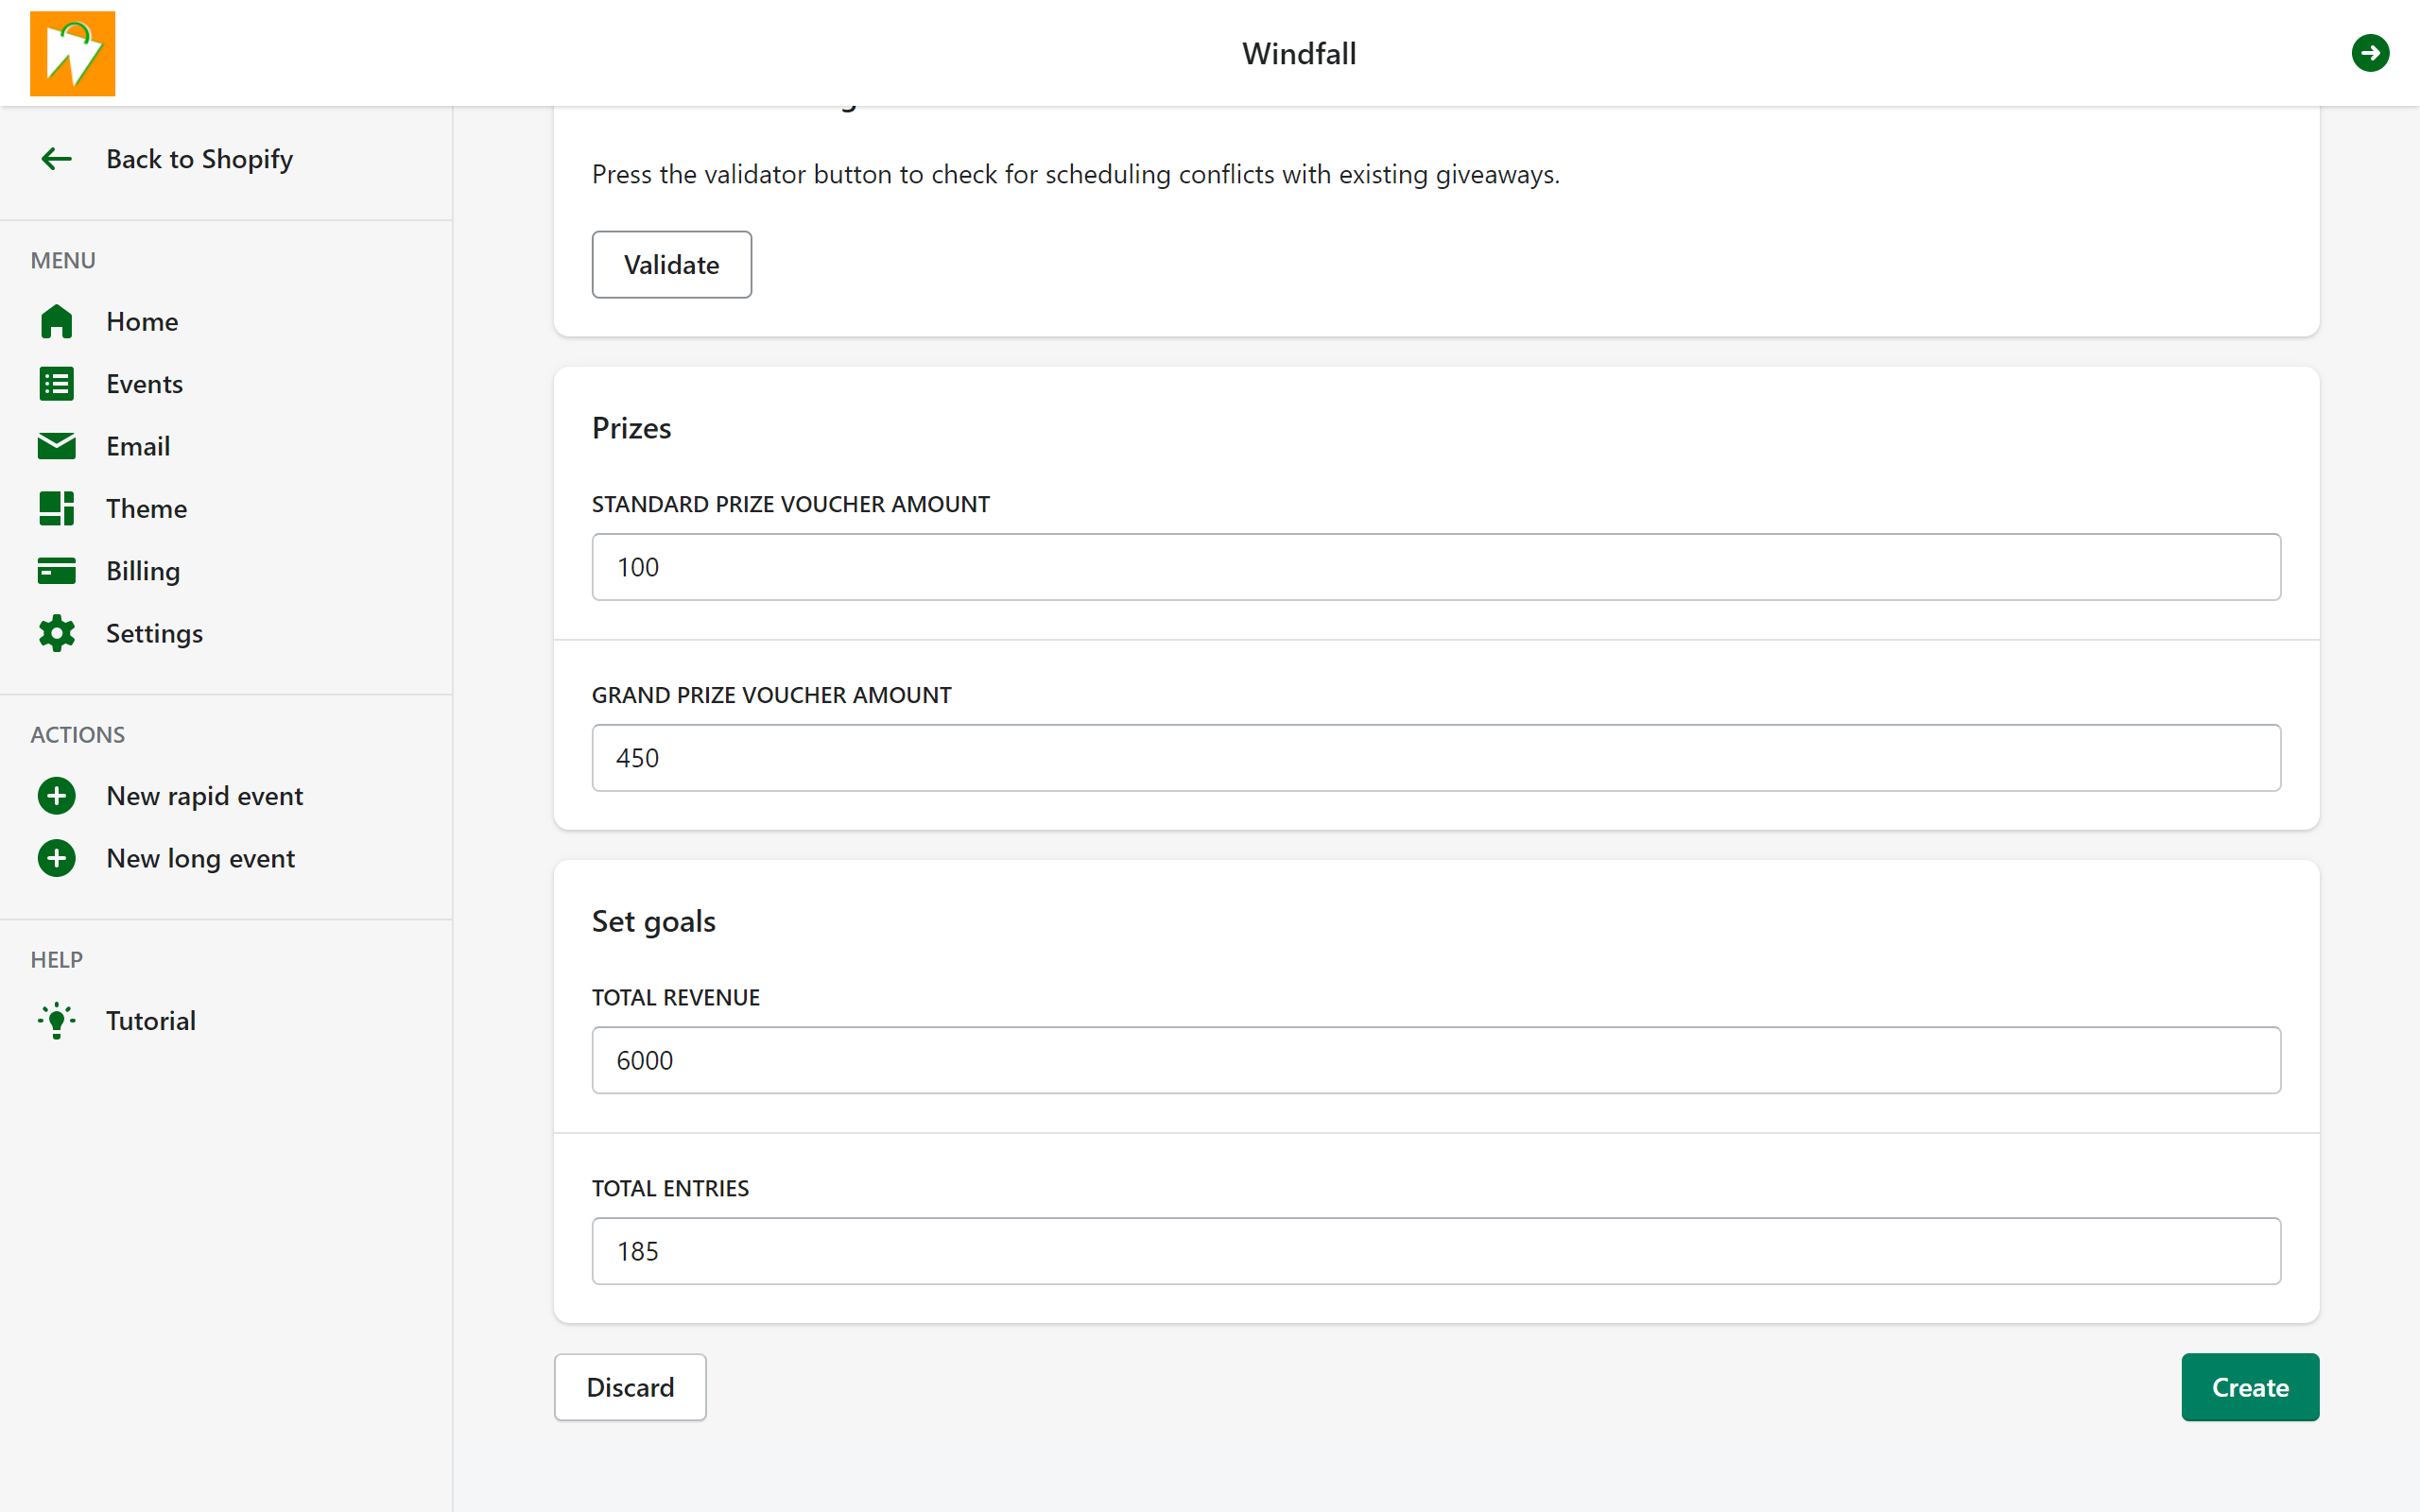 Windfall
Back to Shopify
MENU
Home
Events
Email
Theme
Billing
Settings
ACTIONS
New rapid event
New long event
HELP
Tutorial
Press the validator button to check for scheduling conflicts with existing giveaways.
Validate
Prizes
STANDARD PRIZE VOUCHER AMOUNT
100
GRAND PRIZE VOUCHER AMOUNT
450
Set goals
TOTAL REVENUE
6000
TOTAL ENTRIES
185
Discard
Create